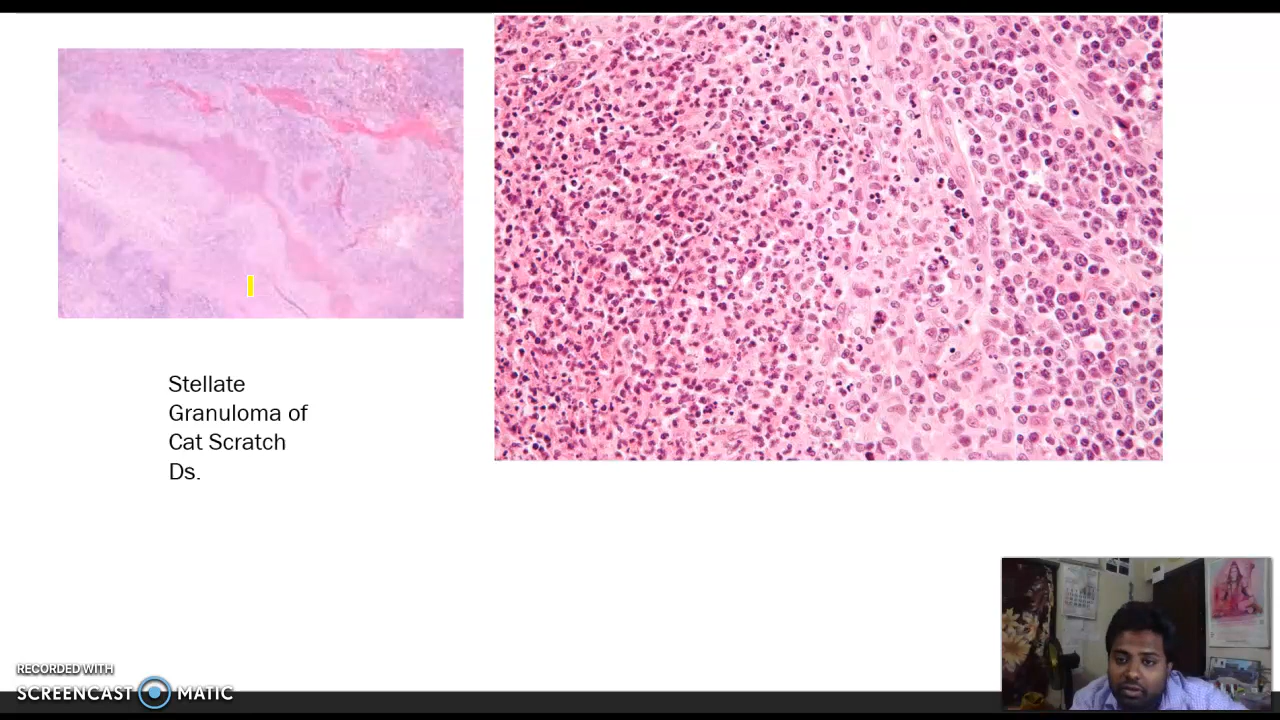 Stellate
Granuloma of
Cat Scratch
Ds.
RECORDED WITH
SCREENCAST MATIC